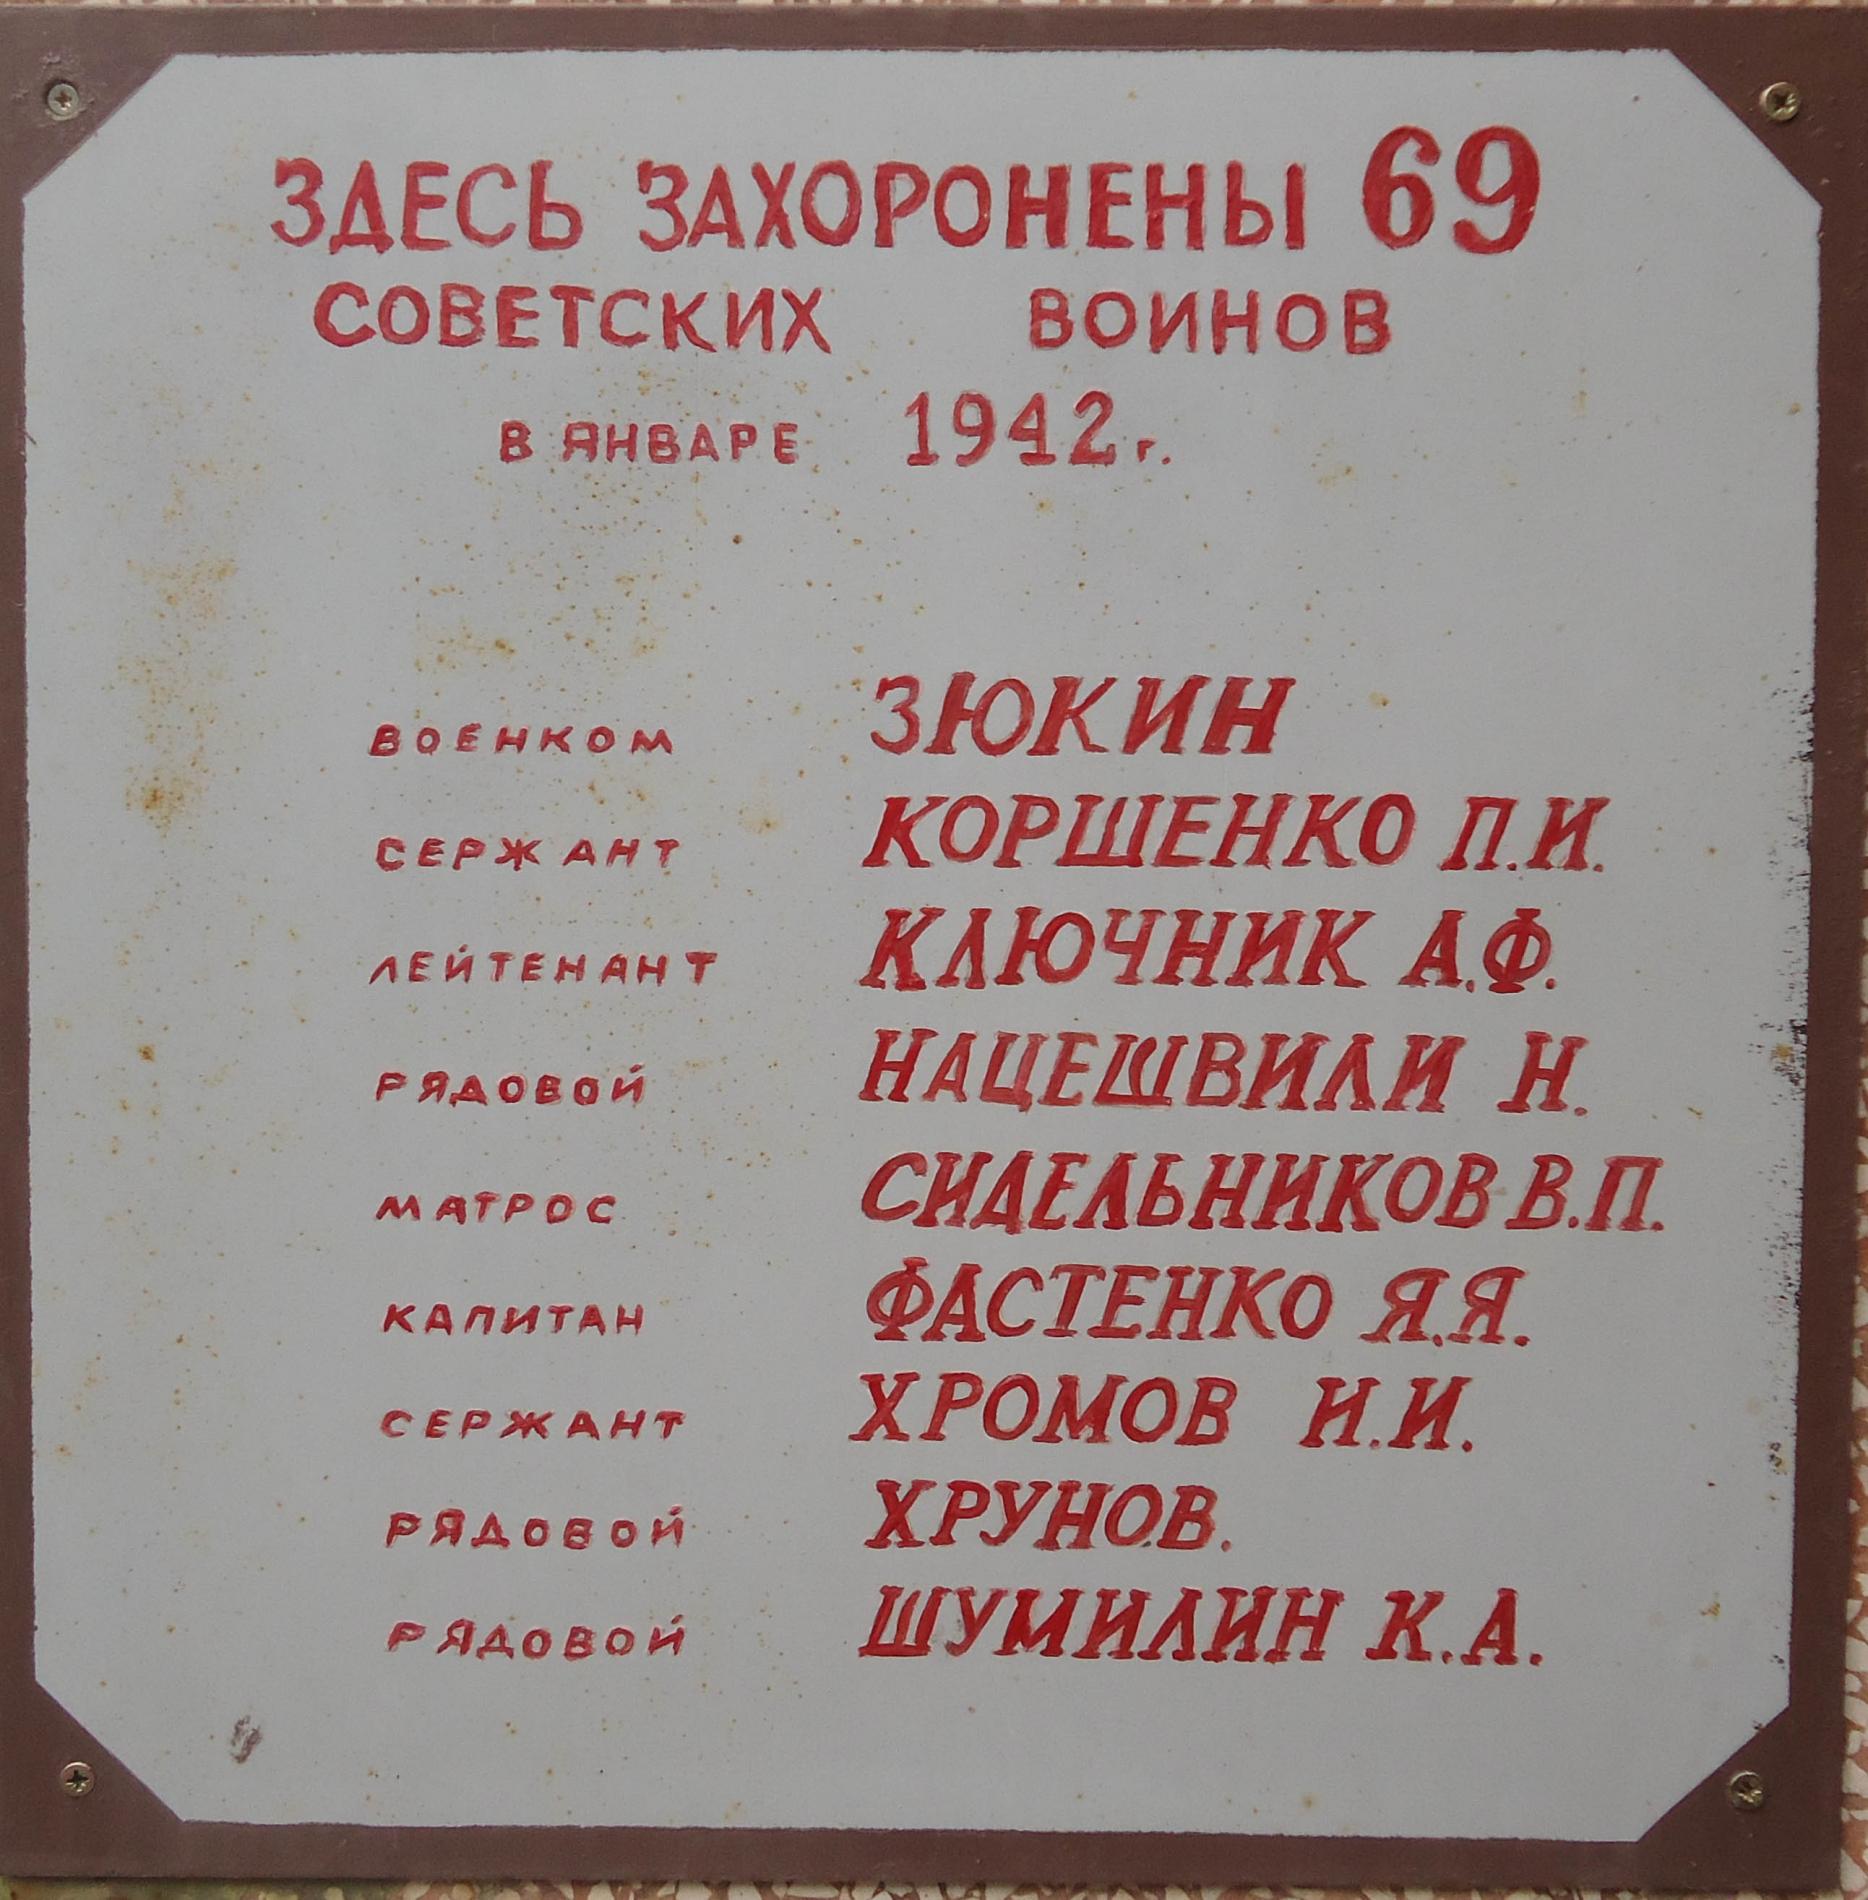 ЗДЕСЬ ЗАХОРОНЕНЫ 69
СОВЕТСКИХ ВОИНОВ
В ЯНВАРЕ 1942 г.
ВОЕНКОМ ЗЮКИН
СЕРЖАНТ КОРШЕНКО П.И.
ЛЕЙТЕНАНТ КЛЮЧНИК А.Ф.
РЯДОВОЙ НАЦЕШВИЛИ Н.
МАТРОС СИДЕЛЬНИКОВ В.П.
КАПИТАН ФАСТЕНКО Я.Я.
СЕРЖАНТ ХРОМОВ И.И.
РЯДОВОЙ ХРУНОВ.
РЯДОВОЙ ШУМИЛИН К.А.